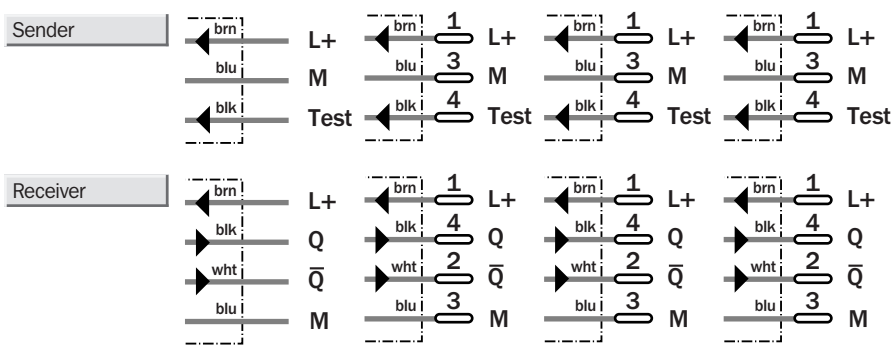 Sender
brn L+ brn 1 L+ brn 1 L+ brn 1 L+
blu M blu 3 M blu 3 M blu 3 M
blk Test blk 4 Test blk 4 Test blk 4 Test
Receiver
brn L+ brn 1 L+ brn 1 L+ brn 1 L+
blk Q blk 4 Q blk 4 Q blk 4 Q
wht Q̅ wht 2 Q̅ wht 2 Q̅ wht 2 Q̅
blu M blu 3 M blu 3 M blu 3 M